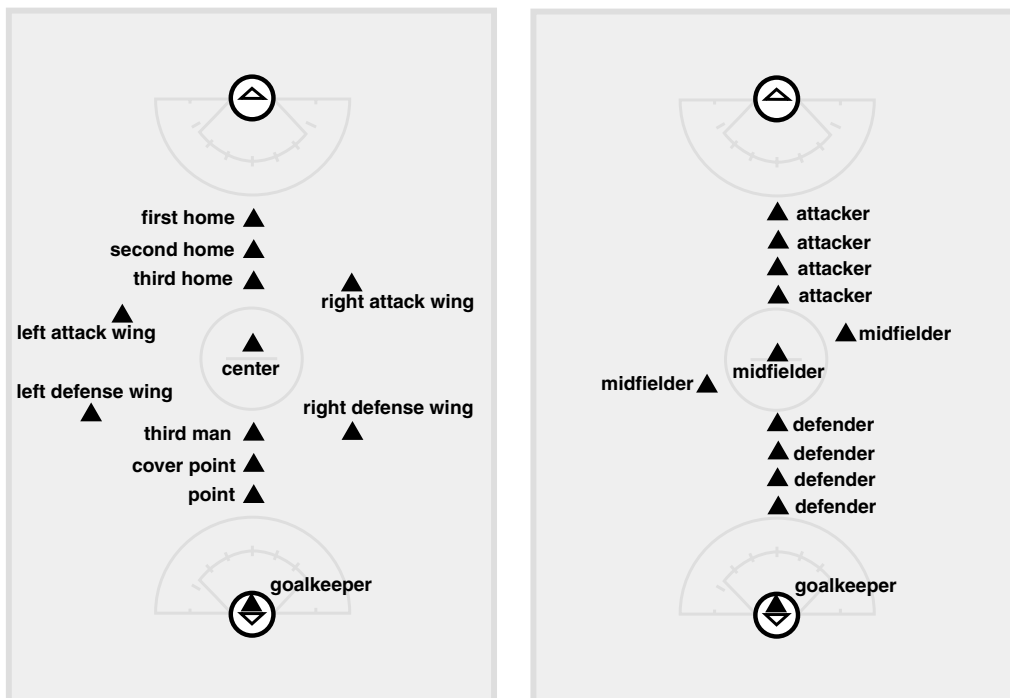 first home
second home
third home
right attack wing
left attack wing
center
left defense wing
right defense wing
third man
cover point
point
goalkeeper
attacker
attacker
attacker
attacker
midfielder
midfielder
midfielder
defender
defender
defender
defender
goalkeeper